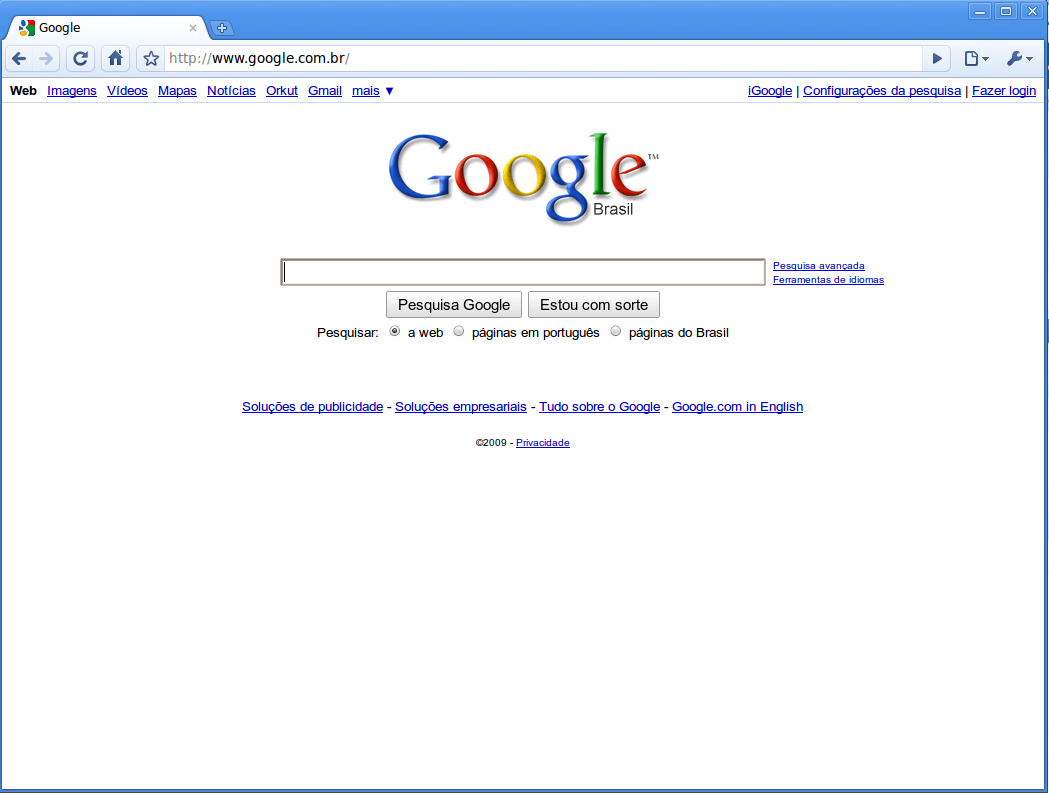 Google
http://www.google.com.br/
Web Imagens Vídeos Mapas Notícias Orkut Gmail mais ▼ iGoogle | Configurações da pesquisa | Fazer login
Google™
Brasil
Pesquisa avançada
Ferramentas de idiomas
Pesquisa Google Estou com sorte
Pesquisar: a web páginas em português páginas do Brasil
Soluções de publicidade - Soluções empresariais - Tudo sobre o Google - Google.com in English
©2009 - Privacidade